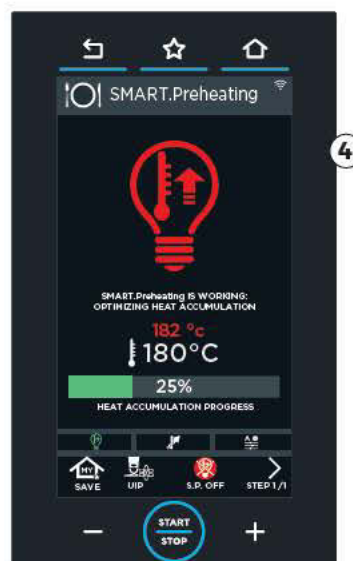 SMART.Preheating
4
SMART.Preheating IS WORKING:
OPTIMIZING HEAT ACCUMULATION
182 °c
180°C
25%
HEAT ACCUMULATION PROGRESS
MY
SAVE
UIP
S.P. OFF
STEP 1/1
START
STOP